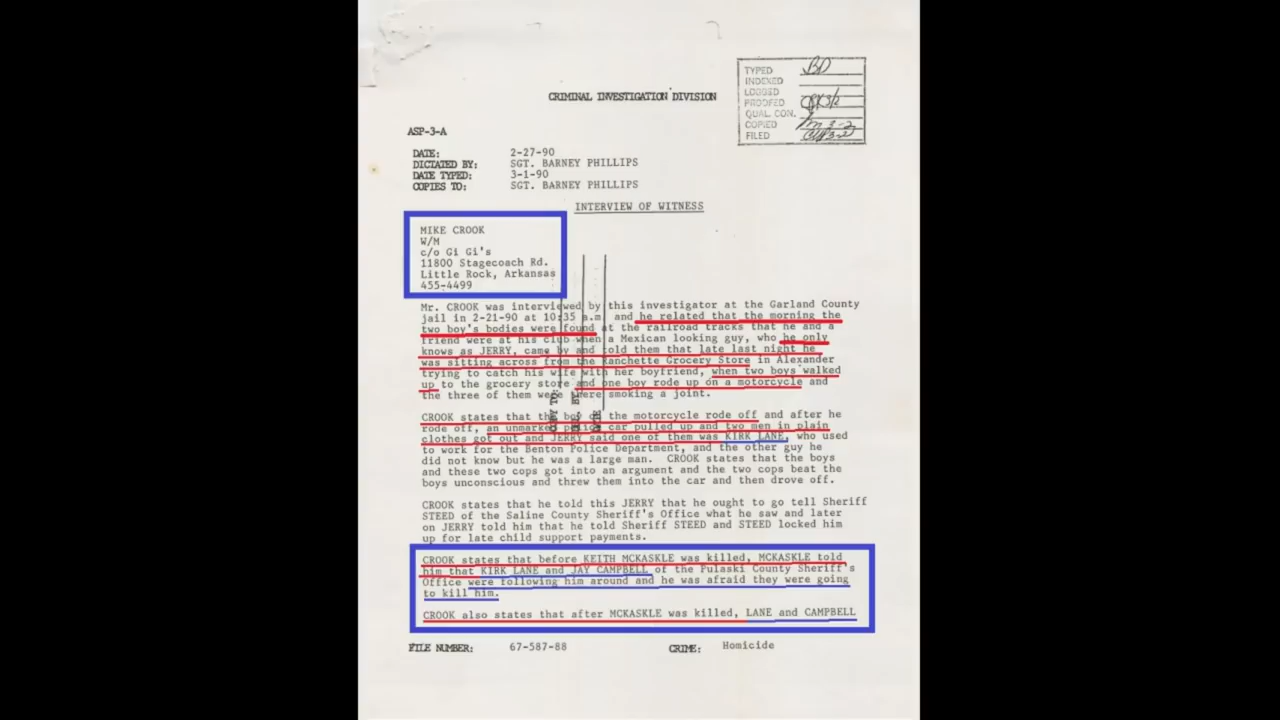 CRIMINAL INVESTIGATION DIVISION
TYPED BD
INDEXED
LOGGED
PROOFED
QUAL. CON.
COPIED
FILED
ASP-3-A
DATE: 2-27-90
DICTATED BY: SGT. BARNEY PHILLIPS
DATE TYPED: 3-1-90
COPIES TO: SGT. BARNEY PHILLIPS
INTERVIEW OF WITNESS
MIKE CROOK
W/M
c/o Gi Gi's
11800 Stagecoach Rd.
Little Rock, Arkansas
455-4499
Mr. CROOK was interviewed by this investigator at the Garland County
jail in 2-21-90 at 10:35 a.m. and he related that the morning the
two boy's bodies were found at the railroad tracks that he and a
friend were at his club when a Mexican looking guy, who he only
knows as JERRY, came by and told them that late last night he
was sitting across from the Ranchette Grocery Store in Alexander
trying to catch his wife with her boyfriend, when two boys walked
up to the grocery store and one boy rode up on a motorcycle and
the three of them were there smoking a joint.
CROOK states that the boy on the motorcycle rode off and after he
rode off, an unmarked police car pulled up and two men in plain
clothes got out and JERRY said one of them was KIRK LANE, who used
to work for the Benton Police Department, and the other guy he
did not know but he was a large man. CROOK states that the boys
and these two cops got into an argument and the two cops beat the
boys unconscious and threw them into the car and then drove off.
CROOK states that he told this JERRY that he ought to go tell Sheriff
STEED of the Saline County Sheriff's Office what he saw and later
on JERRY told him that he told Sheriff STEED and STEED locked him
up for late child support payments.
CROOK states that before KEITH MCKASKLE was killed, MCKASKLE told
him that KIRK LANE and JAY CAMPBELL of the Pulaski County Sheriff's
Office were following him around and he was afraid they were going
to kill him.
CROOK also states that after MCKASKLE was killed, LANE and CAMPBELL
FILE NUMBER: 67-587-88 CRIME: Homicide
COPY TO:
DATE